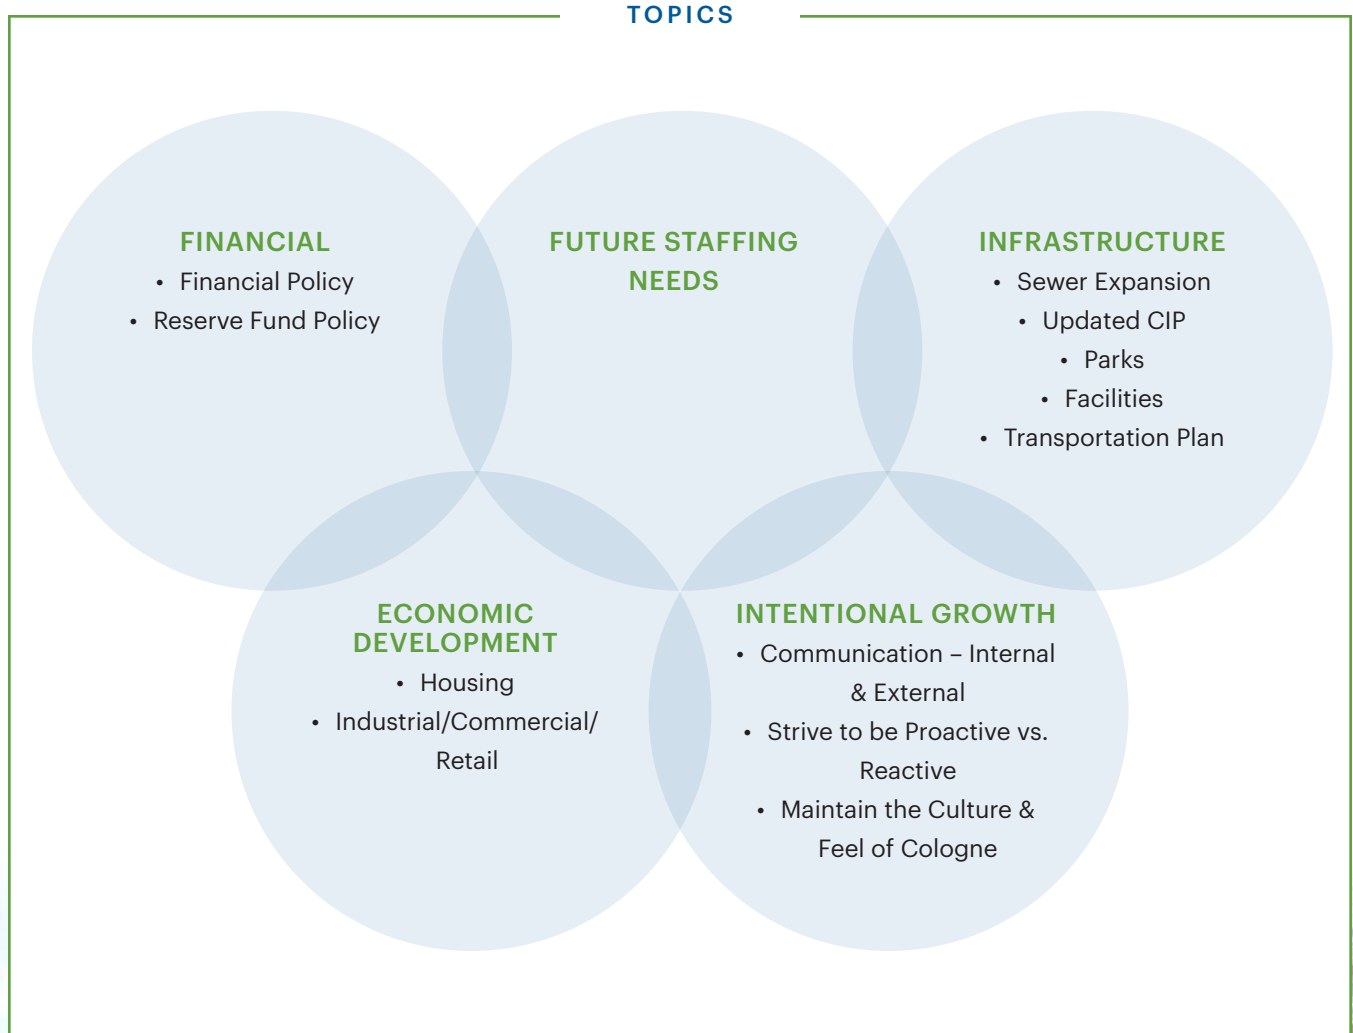 TOPICS
FINANCIAL
• Financial Policy
• Reserve Fund Policy
FUTURE STAFFING
NEEDS
INFRASTRUCTURE
• Sewer Expansion
• Updated CIP
• Parks
• Facilities
• Transportation Plan
ECONOMIC
DEVELOPMENT
• Housing
• Industrial/Commercial/
Retail
INTENTIONAL GROWTH
• Communication – Internal
& External
• Strive to be Proactive vs.
Reactive
• Maintain the Culture &
Feel of Cologne